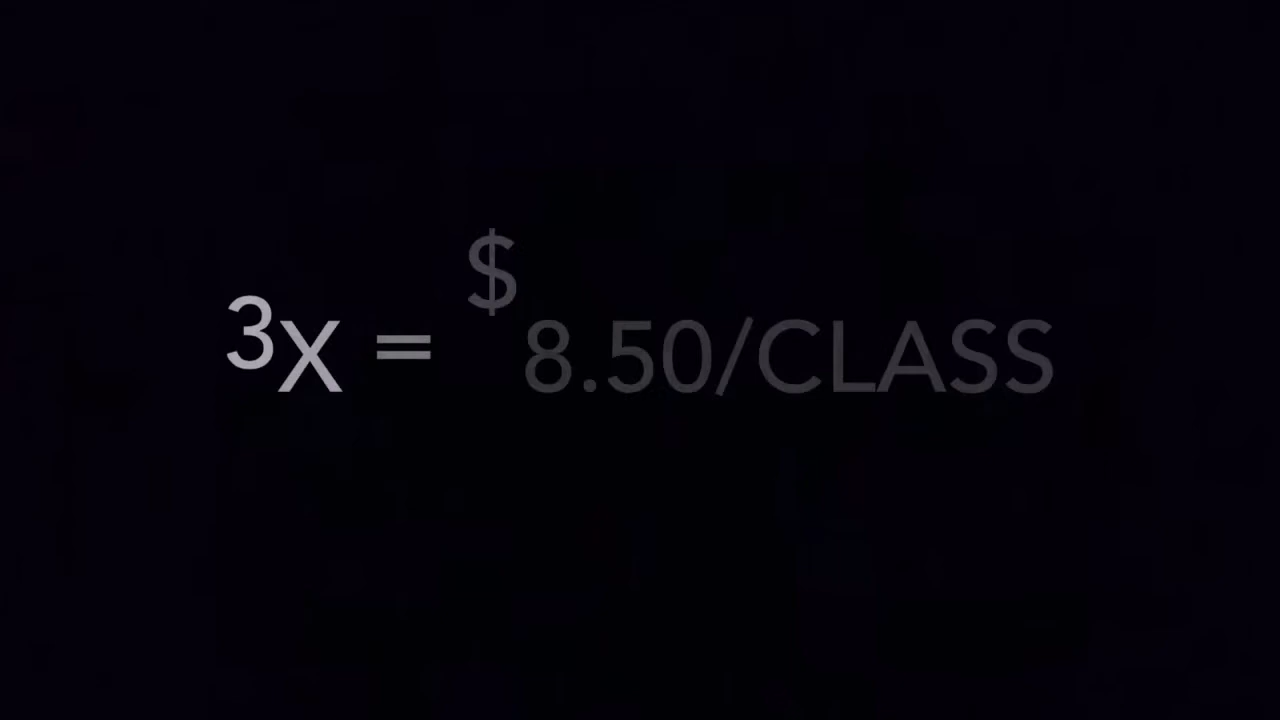 3x = $8.50/CLASS